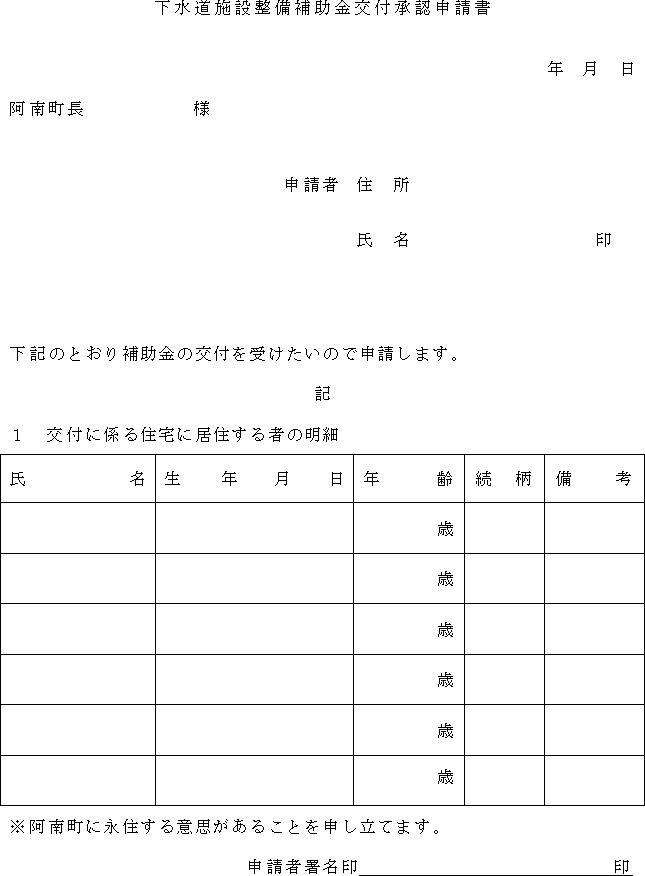 下水道施設整備補助金交付承認申請書
年 月 日
阿南町長 様
申請者 住 所
氏 名 印
下記のとおり補助金の交付を受けたいので申請します。
記
1 交付に係る住宅に居住する者の明細
氏 名 生 年 月 日 年 齢 続 柄 備 考
歳
歳
歳
歳
歳
歳
※阿南町に永住する意思があることを申し立てます。
申請者署名印 印